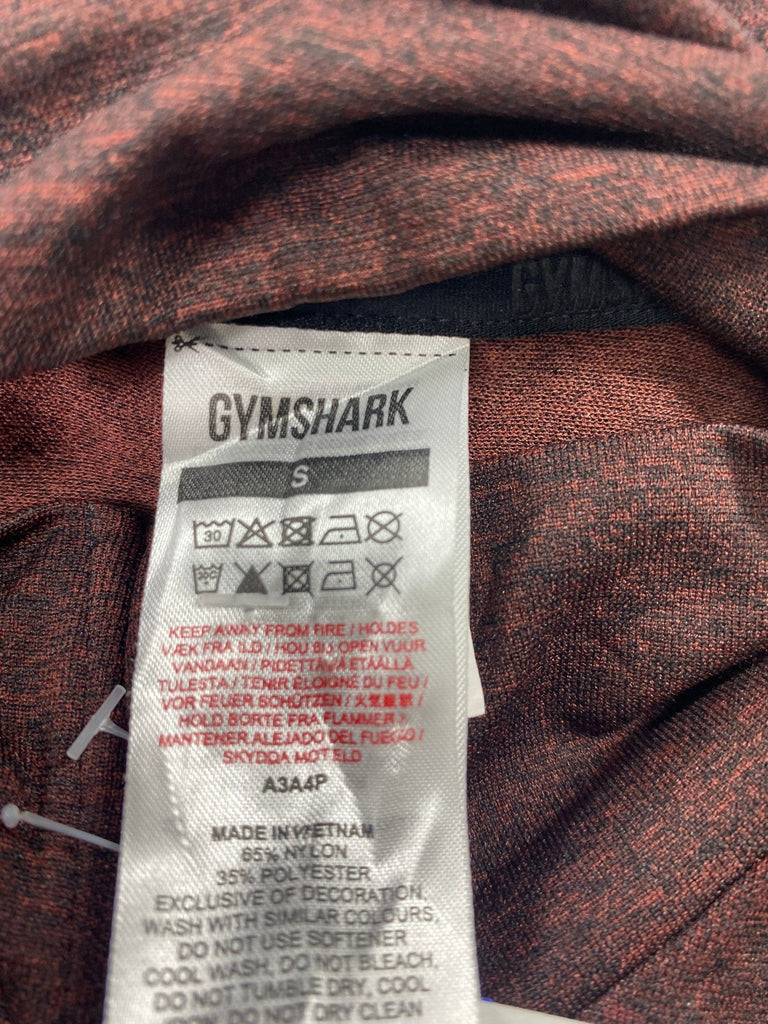 GYMS
GYMSHARK
S
30
KEEP AWAY FROM FIRE / HOLDES
VÆK FRA ILD / HOU BIJ OPEN VUUR
VANDAAN / PIDETTÄVÄ ETÄÄLLÄ
TULESTA / TENIR ÉLOIGNÉ DU FEU /
VOR FEUER SCHÜTZEN / 火気厳禁 /
HOLD BORTE FRA FLAMMER /
MANTENER ALEJADO DEL FUEGO /
SKYDDA MOT ELD
A3A4P
MADE IN VIETNAM
65% NYLON
35% POLYESTER
EXCLUSIVE OF DECORATION,
WASH WITH SIMILAR COLOURS,
DO NOT USE SOFTENER
COOL WASH, DO NOT BLEACH,
DO NOT TUMBLE DRY, COOL
IRON, DO NOT DRY CLEAN